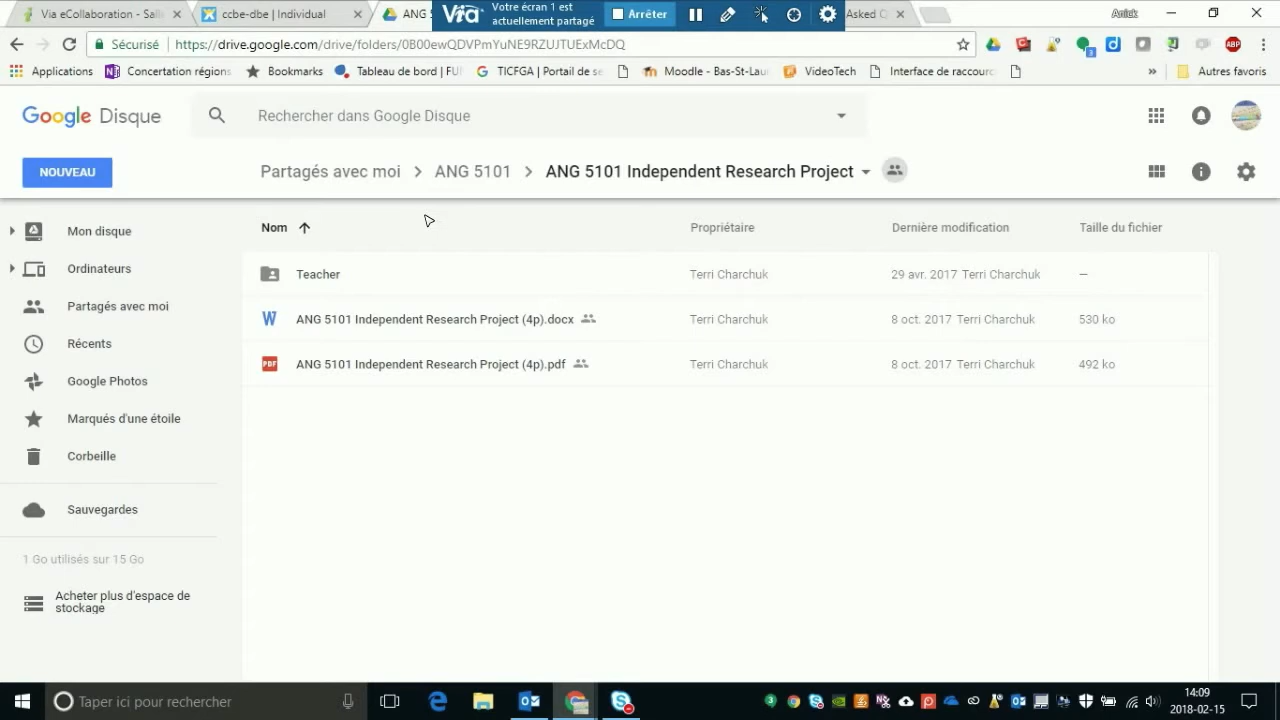 Via eCollaboration - Sall
ccbe-dbe | Individual
ANG 5
Via
Votre écran 1 est
actuellement partagé
Arrêter
Asked Q
Anick
Sécurisé
https://drive.google.com/drive/folders/0B00ewQDVPmYuNE9RZUJTUExMcDQ
Applications
Concertation régions
Bookmarks
Tableau de bord | FUN
TICFGA | Portail de se
Moodle - Bas-St-Lau
VideoTech
Interface de raccourc
»
Autres favoris
Google Disque
Rechercher dans Google Disque
NOUVEAU
Partagés avec moi > ANG 5101 > ANG 5101 Independent Research Project
Nom
Propriétaire
Dernière modification
Taille du fichier
Mon disque
Ordinateurs
Partagés avec moi
Récents
Google Photos
Marqués d'une étoile
Corbeille
Sauvegardes
1 Go utilisés sur 15 Go
Acheter plus d'espace de
stockage
Teacher Terri Charchuk 29 avr. 2017 Terri Charchuk —
ANG 5101 Independent Research Project (4p).docx Terri Charchuk 8 oct. 2017 Terri Charchuk 530 ko
PDF ANG 5101 Independent Research Project (4p).pdf Terri Charchuk 8 oct. 2017 Terri Charchuk 492 ko
Taper ici pour rechercher
14:09
2018-02-15